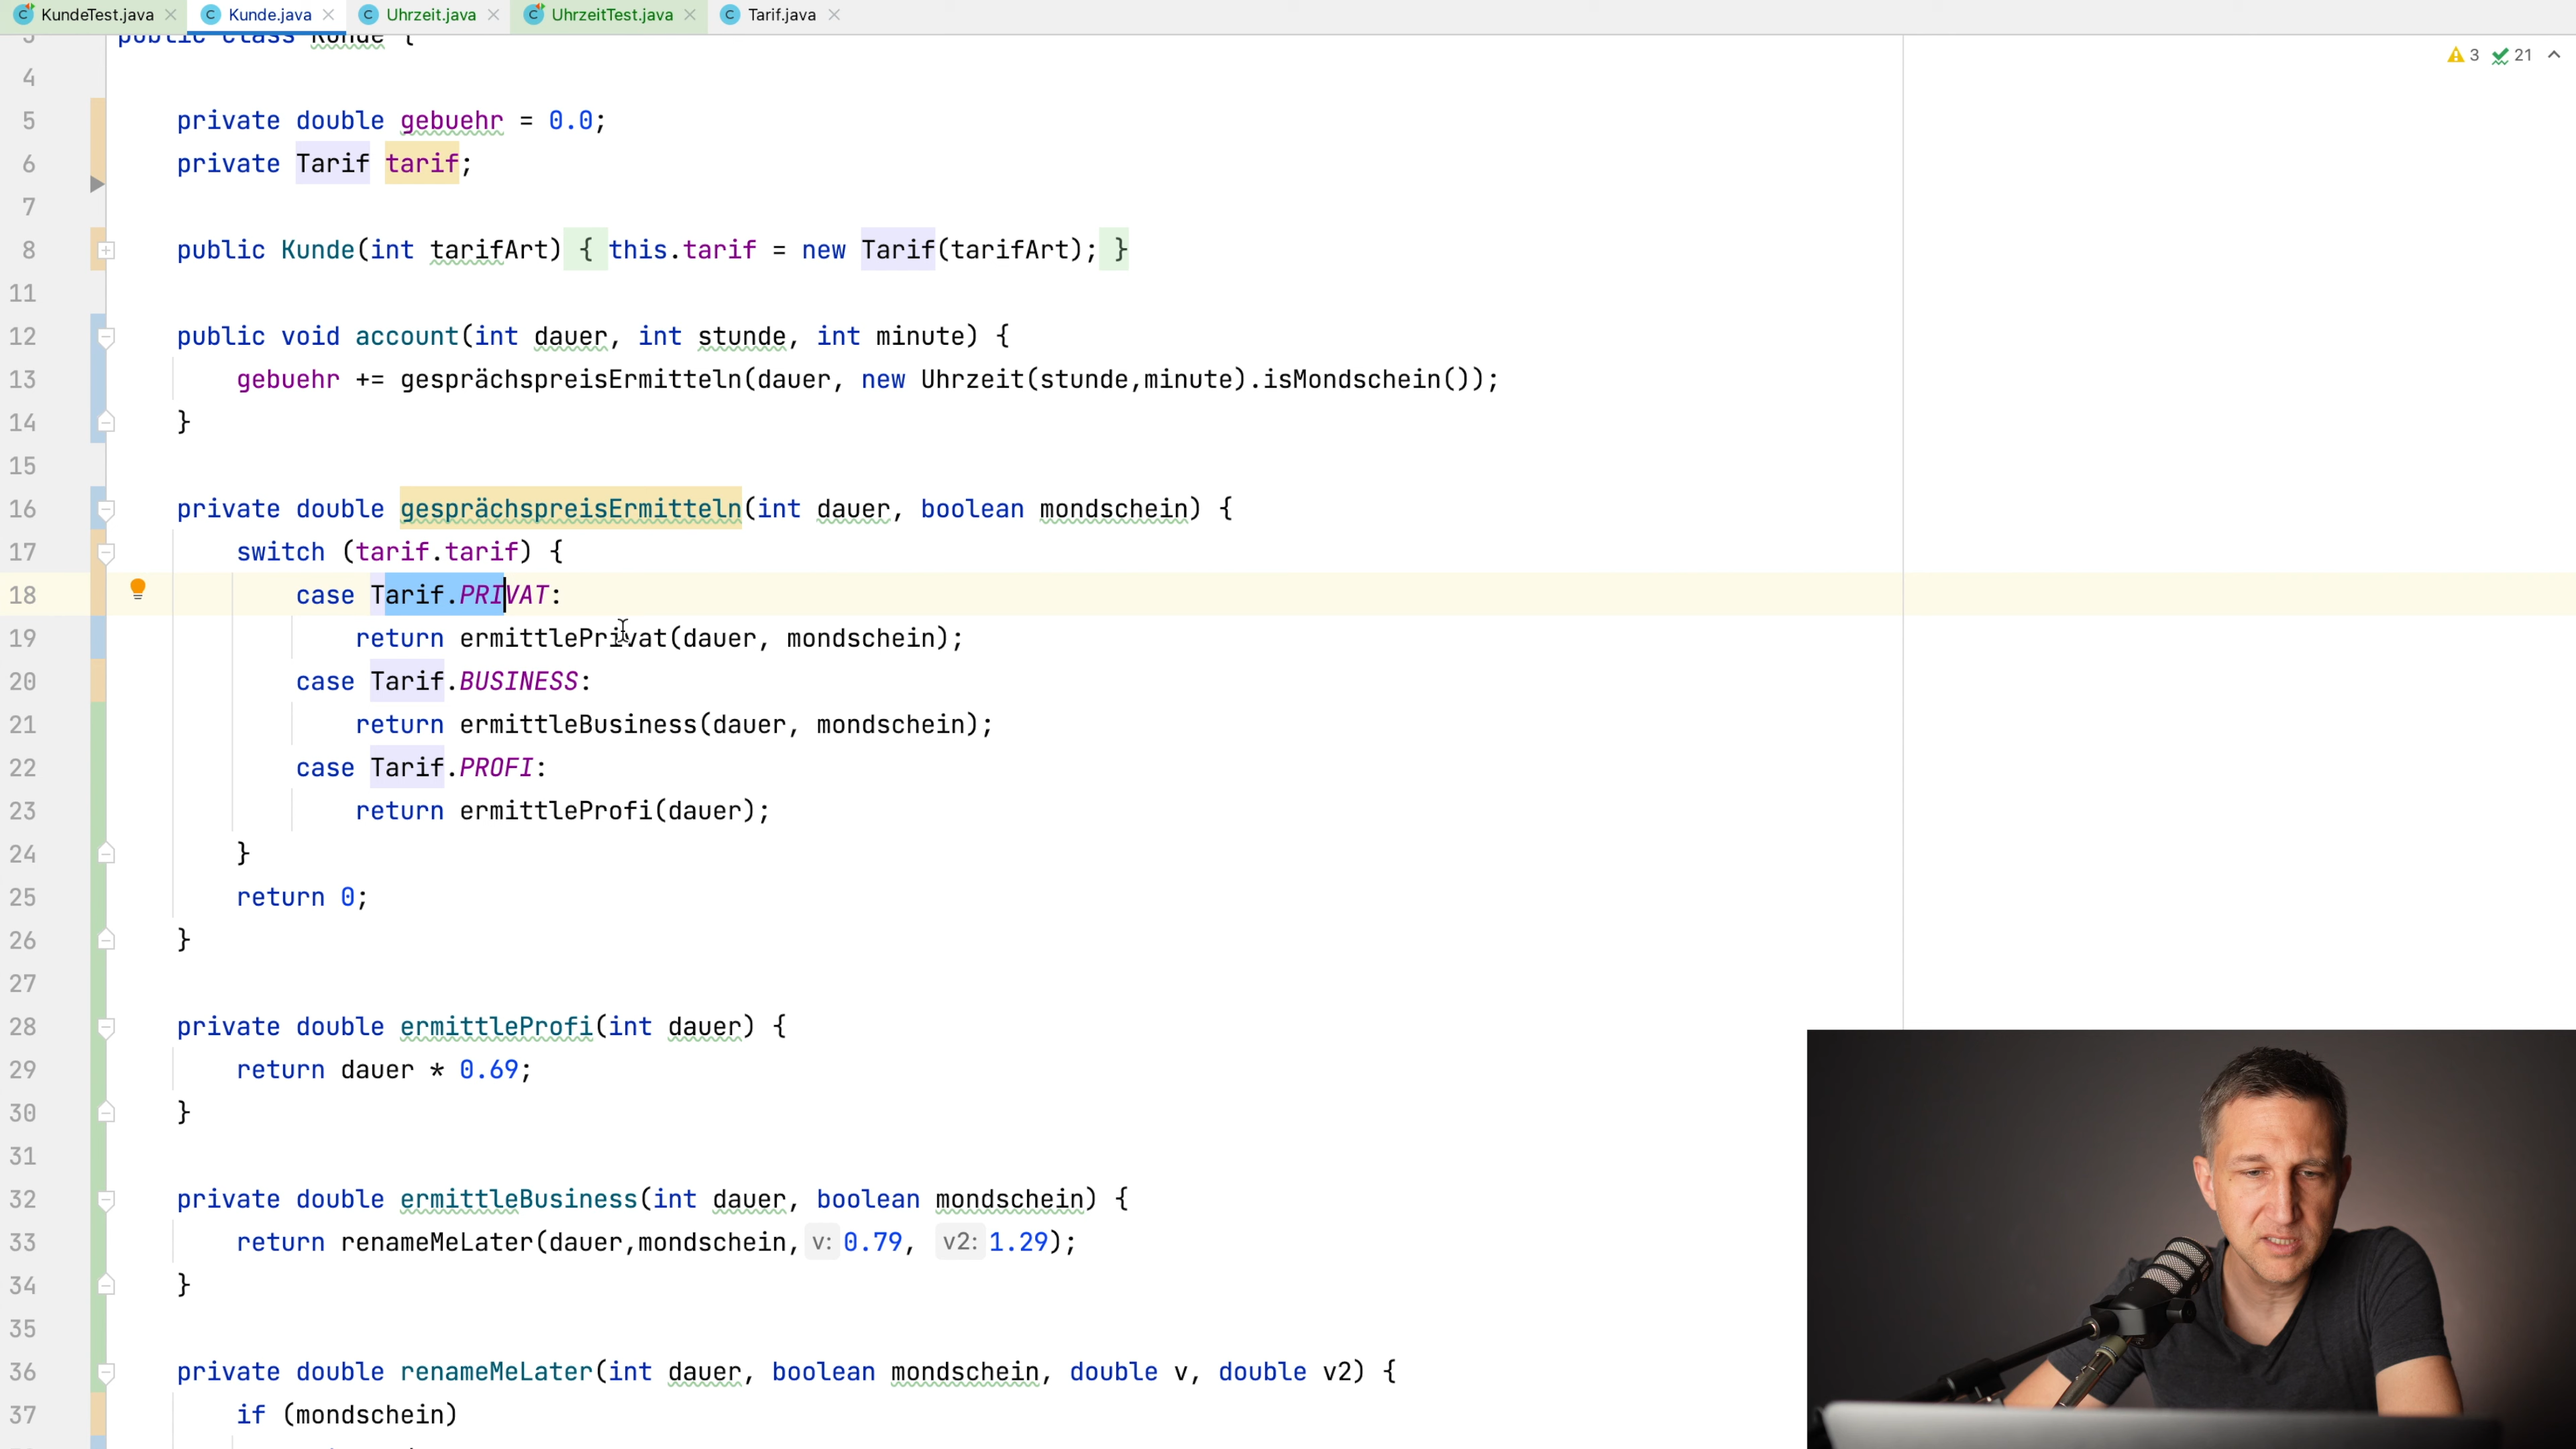 KundeTest.java Kunde.java Uhrzeit.java UhrzeitTest.java Tarif.java
3 public class Kunde {
3 21
4
5 private double gebuehr = 0.0;
6 private Tarif tarif;
7
8 public Kunde(int tarifArt) { this.tarif = new Tarif(tarifArt); }
11
12 public void account(int dauer, int stunde, int minute) {
13 gebuehr += gesprächspreisErmitteln(dauer, new Uhrzeit(stunde,minute).isMondschein());
14 }
15
16 private double gesprächspreisErmitteln(int dauer, boolean mondschein) {
17 switch (tarif.tarif) {
18 case Tarif.PRIVAT:
19 return ermittlePrivat(dauer, mondschein);
20 case Tarif.BUSINESS:
21 return ermittleBusiness(dauer, mondschein);
22 case Tarif.PROFI:
23 return ermittleProfi(dauer);
24 }
25 return 0;
26 }
27
28 private double ermittleProfi(int dauer) {
29 return dauer * 0.69;
30 }
31
32 private double ermittleBusiness(int dauer, boolean mondschein) {
33 return renameMeLater(dauer,mondschein, v: 0.79, v2: 1.29);
34 }
35
36 private double renameMeLater(int dauer, boolean mondschein, double v, double v2) {
37 if (mondschein)